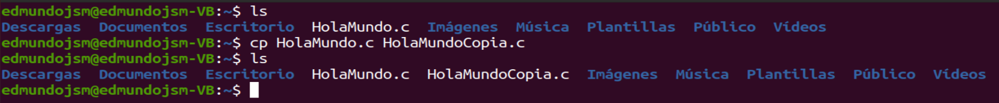 edmundojsm@edmundojsm-VB:~$ ls
Descargas  Documentos  Escritorio  HolaMundo.c  Imágenes  Música  Plantillas  Público  Vídeos
edmundojsm@edmundojsm-VB:~$ cp HolaMundo.c HolaMundoCopia.c
edmundojsm@edmundojsm-VB:~$ ls
Descargas  Documentos  Escritorio  HolaMundo.c  HolaMundoCopia.c  Imágenes  Música  Plantillas  Público  Vídeos
edmundojsm@edmundojsm-VB:~$